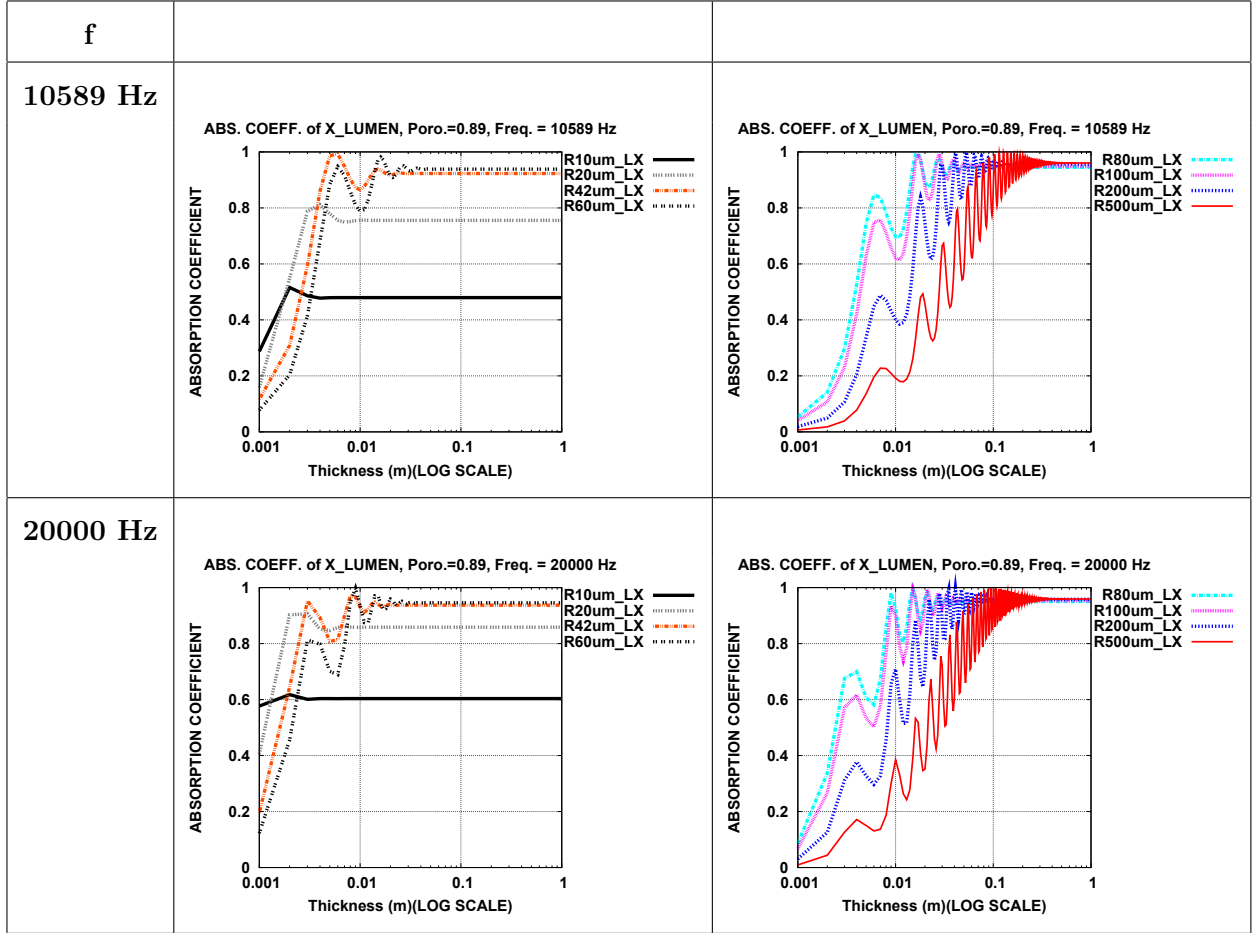 f
10589 Hz
ABS. COEFF. of X_LUMEN, Poro.=0.89, Freq. = 10589 Hz
ABSORPTION COEFFICIENT
1
0.8
0.6
0.4
0.2
0
0.001 0.01 0.1 1
Thickness (m)(LOG SCALE)
R10um_LX
R20um_LX
R42um_LX
R60um_LX
ABS. COEFF. of X_LUMEN, Poro.=0.89, Freq. = 10589 Hz
ABSORPTION COEFFICIENT
1
0.8
0.6
0.4
0.2
0
0.001 0.01 0.1 1
Thickness (m)(LOG SCALE)
R80um_LX
R100um_LX
R200um_LX
R500um_LX
20000 Hz
ABS. COEFF. of X_LUMEN, Poro.=0.89, Freq. = 20000 Hz
ABSORPTION COEFFICIENT
1
0.8
0.6
0.4
0.2
0
0.001 0.01 0.1 1
Thickness (m)(LOG SCALE)
R10um_LX
R20um_LX
R42um_LX
R60um_LX
ABS. COEFF. of X_LUMEN, Poro.=0.89, Freq. = 20000 Hz
ABSORPTION COEFFICIENT
1
0.8
0.6
0.4
0.2
0
0.001 0.01 0.1 1
Thickness (m)(LOG SCALE)
R80um_LX
R100um_LX
R200um_LX
R500um_LX